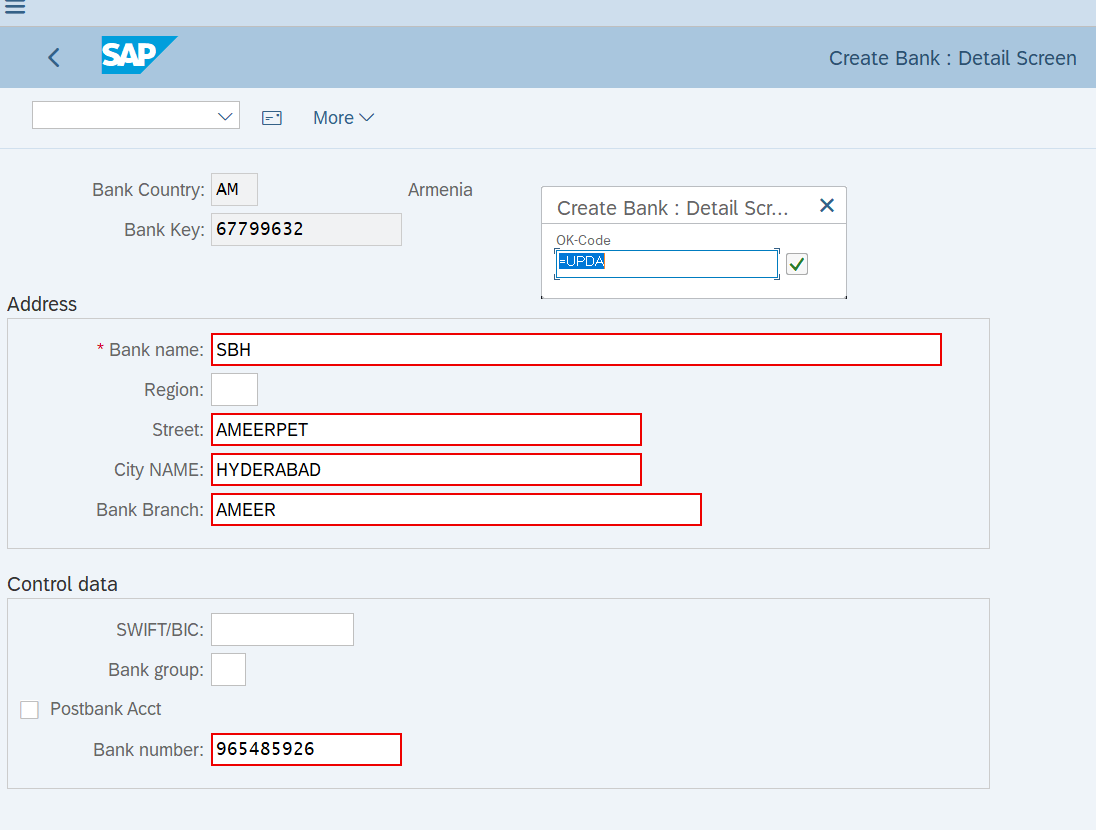 SAP
Create Bank : Detail Screen
More
Bank Country: AM Armenia
Bank Key: 67799632
Create Bank : Detail Scr...
OK-Code
=UPDA
Address
* Bank name: SBH
Region:
Street: AMEERPET
City NAME: HYDERABAD
Bank Branch: AMEER
Control data
SWIFT/BIC:
Bank group:
Postbank Acct
Bank number: 965485926